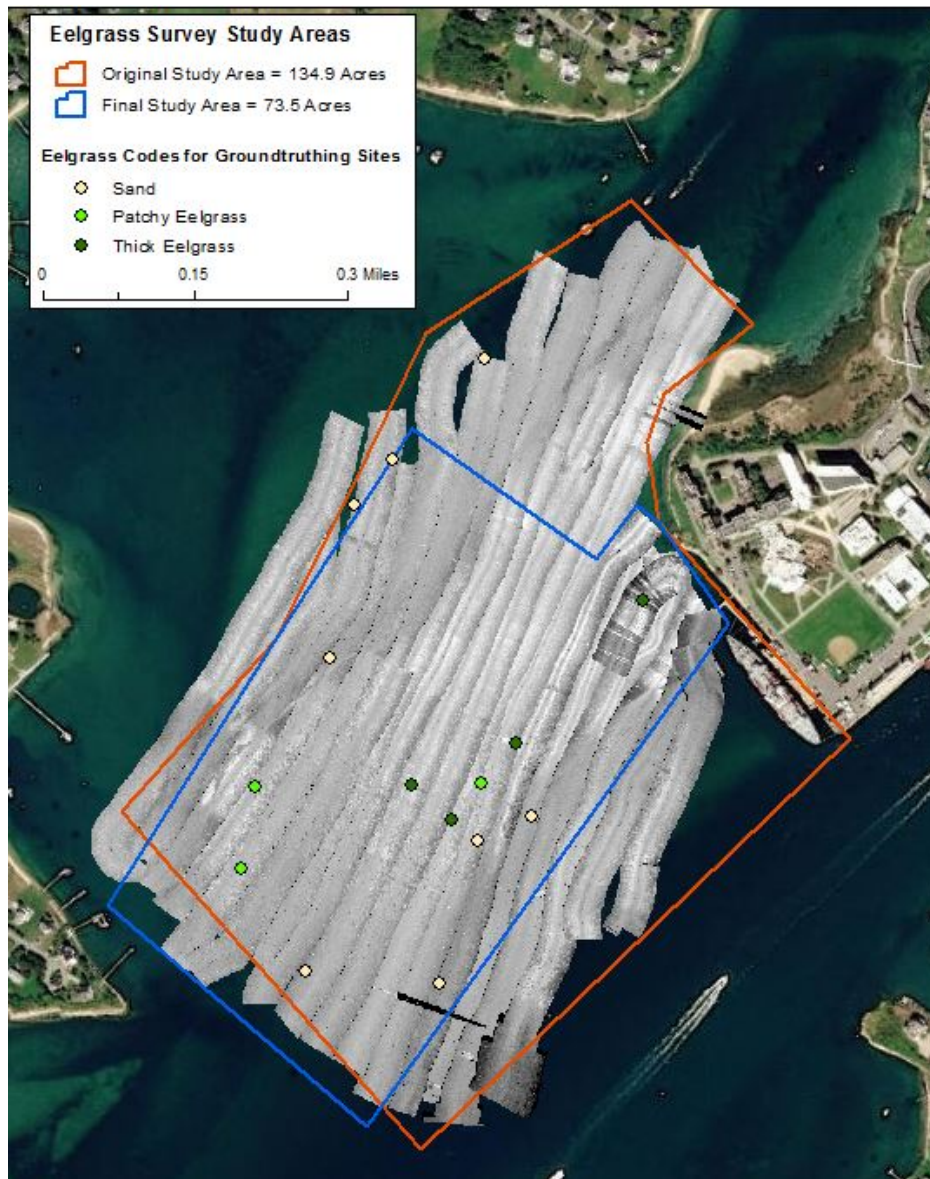 Eelgrass Survey Study Areas
Original Study Area = 134.9 Acres
Final Study Area = 73.5 Acres
Eelgrass Codes for Groundtruthing Sites
Sand
Patchy Eelgrass
Thick Eelgrass
0 0.15 0.3 Miles